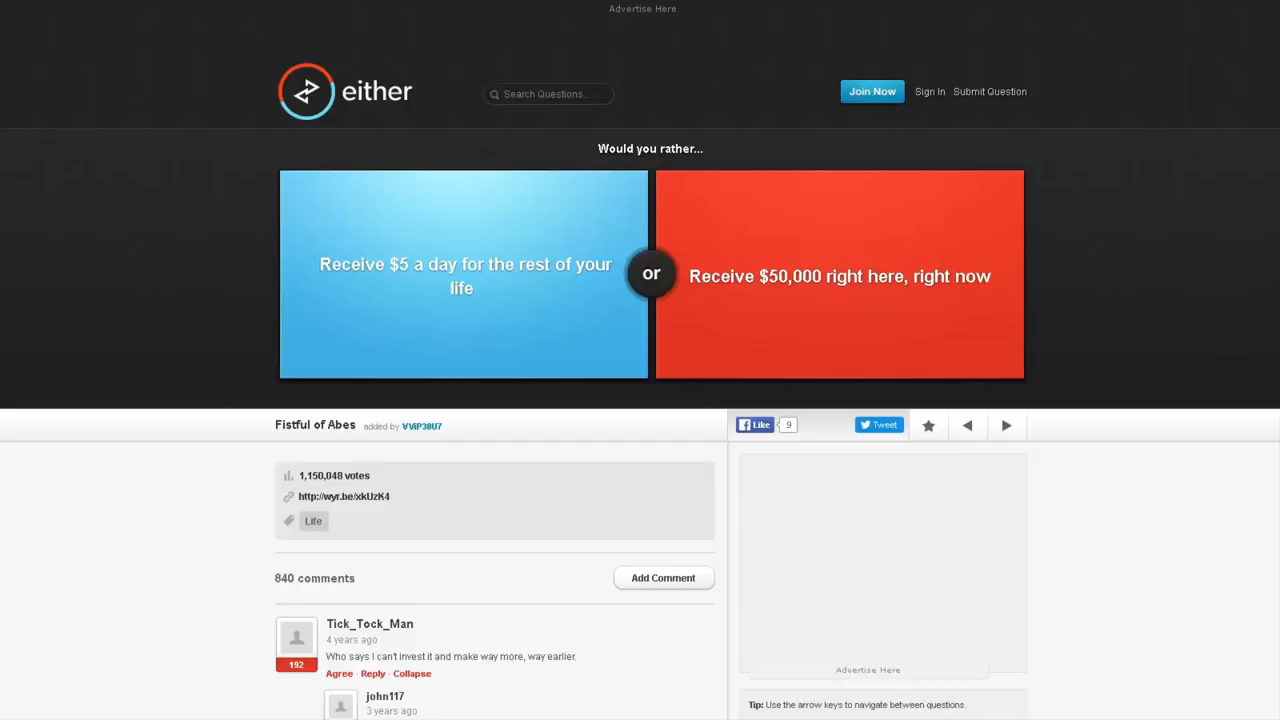 Advertise Here
either
Search Questions...
Join Now
Sign In
Submit Question
Would you rather...
Receive $5 a day for the rest of your
life
or
Receive $50,000 right here, right now
Fistful of Abes
added by VViP30U7
Like
9
Tweet
1,150,048 votes
http://wyr.be/xkUzK4
Life
840 comments
Add Comment
Tick_Tock_Man
4 years ago
192
Who says I can't invest it and make way more, way earlier.
Agree · Reply · Collapse
john117
3 years ago
Advertise Here
Tip: Use the arrow keys to navigate between questions.